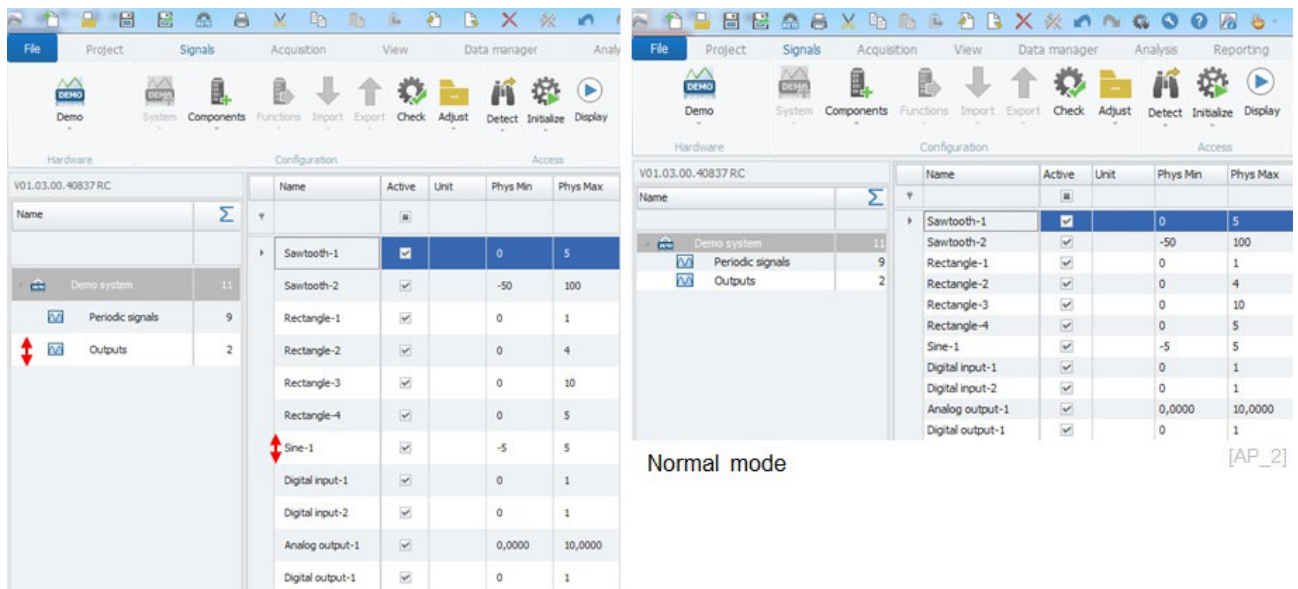 File Project Signals Acquisition View Data manager Analy
DEMO DEMO
Demo System Components Functions Import Export Check Adjust Detect Initialize Display
Hardware Configuration Access
V01.03.00.40837 RC
Name Σ
Demo system 11
Periodic signals 9
Outputs 2
Name Active Unit Phys Min Phys Max
Sawtooth-1 0 5
Sawtooth-2 -50 100
Rectangle-1 0 1
Rectangle-2 0 4
Rectangle-3 0 10
Rectangle-4 0 5
Sine-1 -5 5
Digital input-1 0 1
Digital input-2 0 1
Analog output-1 0,0000 10,0000
Digital output-1 0 1
File Project Signals Acquisition View Data manager Analysis Reporting
DEMO DEMO
Demo System Components Functions Import Export Check Adjust Detect Initialize Display
Hardware Configuration Access
V01.03.00.40837 RC
Name Σ
Demo system 11
Periodic signals 9
Outputs 2
Name Active Unit Phys Min Phys Max
Sawtooth-1 0 5
Sawtooth-2 -50 100
Rectangle-1 0 1
Rectangle-2 0 4
Rectangle-3 0 10
Rectangle-4 0 5
Sine-1 -5 5
Digital input-1 0 1
Digital input-2 0 1
Analog output-1 0,0000 10,0000
Digital output-1 0 1
Normal mode
[AP_2]